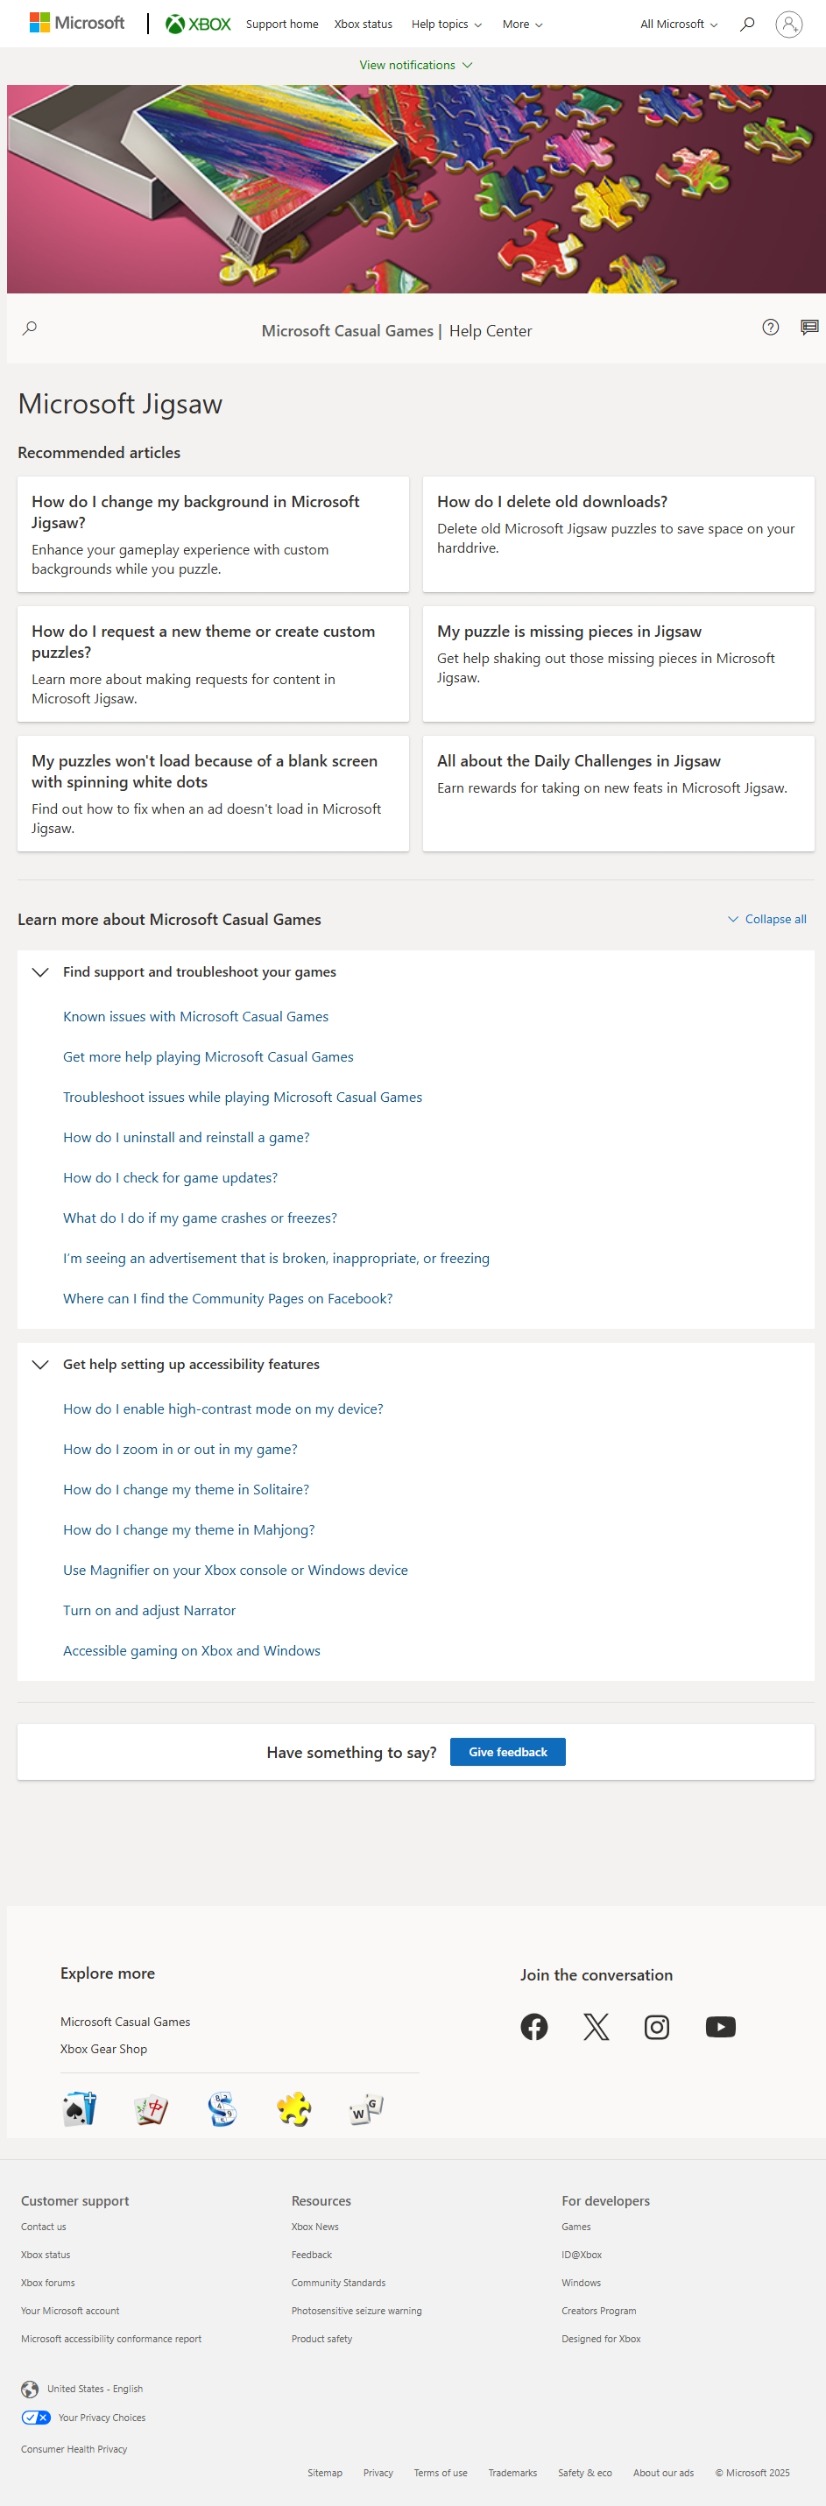 Microsoft
XBOX
Support home
Xbox status
Help topics
More
All Microsoft
View notifications
Microsoft Casual Games | Help Center
Microsoft Jigsaw
Recommended articles
How do I change my background in Microsoft
Jigsaw?
Enhance your gameplay experience with custom
backgrounds while you puzzle.
How do I delete old downloads?
Delete old Microsoft Jigsaw puzzles to save space on your
harddrive.
How do I request a new theme or create custom
puzzles?
Learn more about making requests for content in
Microsoft Jigsaw.
My puzzle is missing pieces in Jigsaw
Get help shaking out those missing pieces in Microsoft
Jigsaw.
My puzzles won't load because of a blank screen
with spinning white dots
Find out how to fix when an ad doesn't load in Microsoft
Jigsaw.
All about the Daily Challenges in Jigsaw
Earn rewards for taking on new feats in Microsoft Jigsaw.
Learn more about Microsoft Casual Games
Collapse all
Find support and troubleshoot your games
Known issues with Microsoft Casual Games
Get more help playing Microsoft Casual Games
Troubleshoot issues while playing Microsoft Casual Games
How do I uninstall and reinstall a game?
How do I check for game updates?
What do I do if my game crashes or freezes?
I'm seeing an advertisement that is broken, inappropriate, or freezing
Where can I find the Community Pages on Facebook?
Get help setting up accessibility features
How do I enable high-contrast mode on my device?
How do I zoom in or out in my game?
How do I change my theme in Solitaire?
How do I change my theme in Mahjong?
Use Magnifier on your Xbox console or Windows device
Turn on and adjust Narrator
Accessible gaming on Xbox and Windows
Have something to say?
Give feedback
Explore more
Microsoft Casual Games
Xbox Gear Shop
Join the conversation
W G
Customer support
Contact us
Xbox status
Xbox forums
Your Microsoft account
Microsoft accessibility conformance report
Resources
Xbox News
Feedback
Community Standards
Photosensitive seizure warning
Product safety
For developers
Games
ID@Xbox
Windows
Creators Program
Designed for Xbox
United States - English
Your Privacy Choices
Consumer Health Privacy
Sitemap
Privacy
Terms of use
Trademarks
Safety & eco
About our ads
© Microsoft 2025